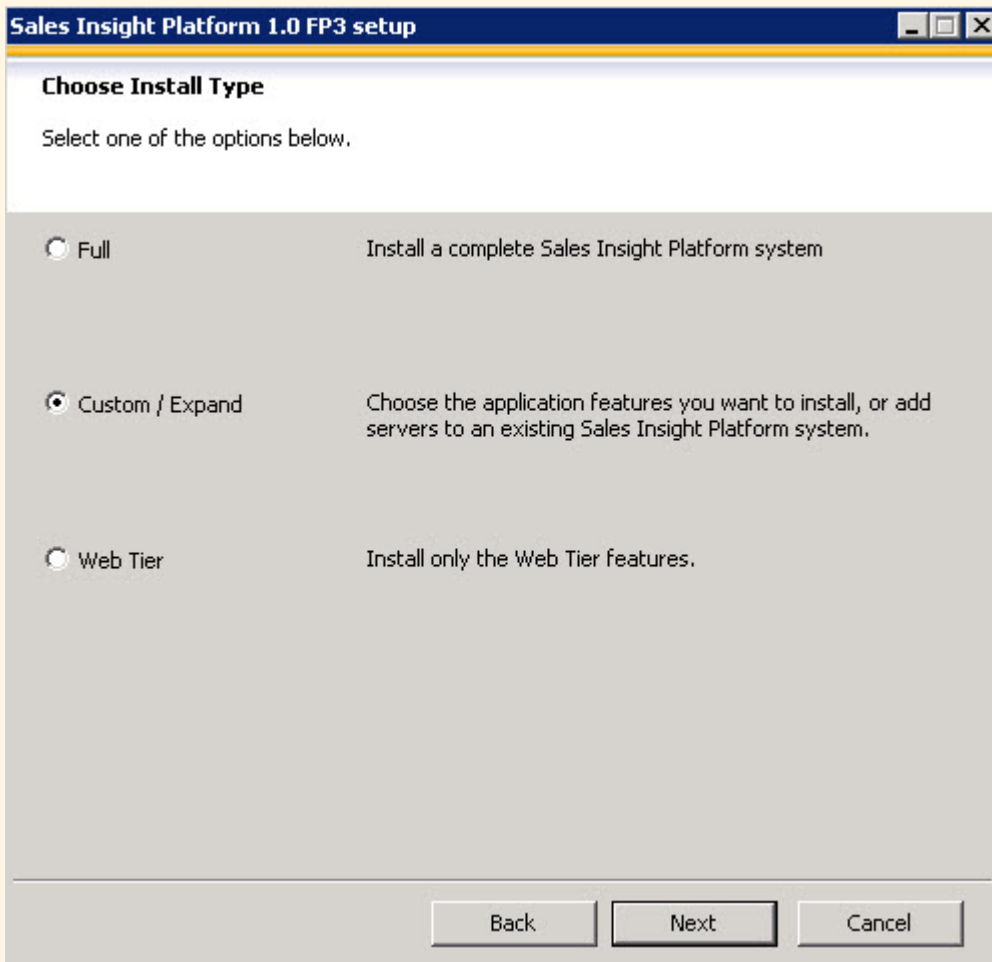 Sales Insight Platform 1.0 FP3 setup
Choose Install Type
Select one of the options below.
Full
Install a complete Sales Insight Platform system
Custom / Expand
Choose the application features you want to install, or add
servers to an existing Sales Insight Platform system.
Web Tier
Install only the Web Tier features.
Back
Next
Cancel